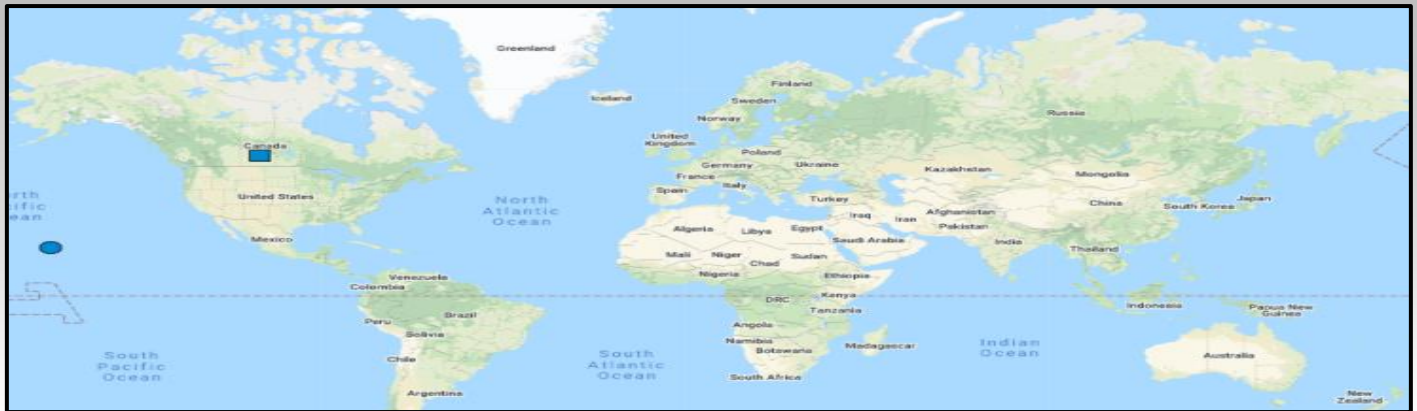 Greenland
Iceland
Finland
Sweden
Norway
Russia
United
Kingdom
Canada
Poland
Germany
Ukraine
Kazakhstan
Mongolia
France
Spain
Italy
Turkey
United States
North
Atlantic
Ocean
China
South Korea
Japan
Iraq
Iran
Afghanistan
Pakistan
Algeria
Libya
Egypt
Saudi Arabia
India
Mexico
Mali
Niger
Chad
Sudan
Thailand
Venezuela
Colombia
Nigeria
Ethiopia
DRC
Kenya
Tanzania
Indonesia
Papua New
Guinea
Brazil
Peru
Bolivia
Angola
Namibia
Botswana
Madagascar
Indian
Ocean
South
Pacific
Ocean
Chile
South
Atlantic
Ocean
Australia
South Africa
Argentina
New
Zealand